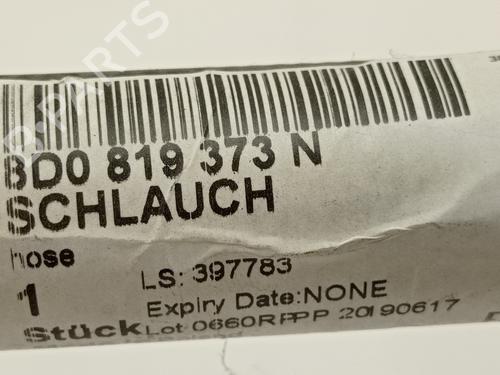 8D0 819 373 N
SCHLAUCH
hose
1
LS: 397783
Expiry Date:NONE
Stück
Lot 0660RPPP 20190617